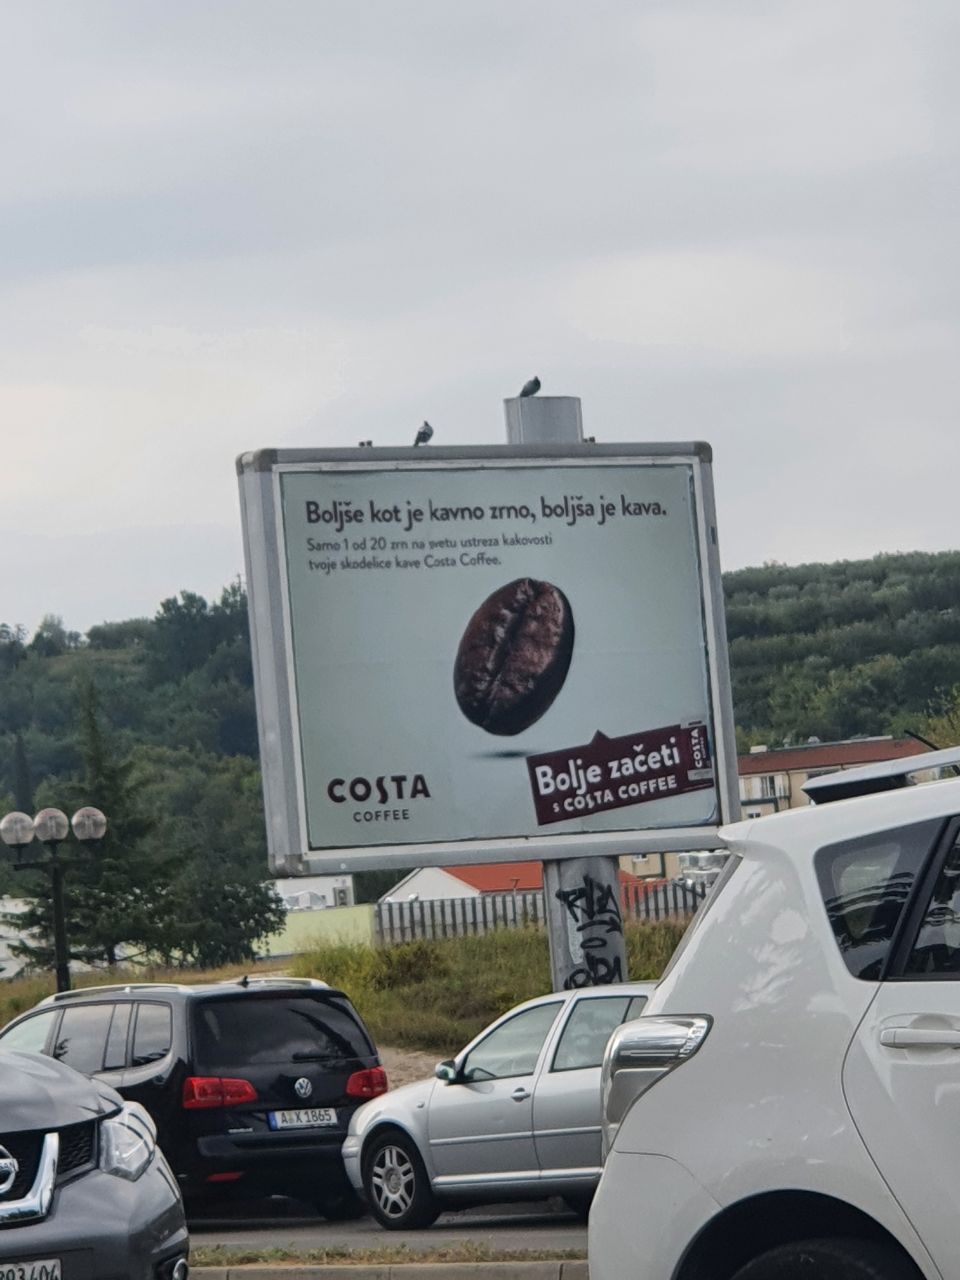 Boljše kot je kavno zrno, boljša je kava.
Samo 1 od 20 zrn na svetu ustreza kakovosti
tvoje skodelice kave Costa Coffee.
COSTA
COFFEE
Bolje začeti
s COSTA COFFEE
COSTA
A X 1865